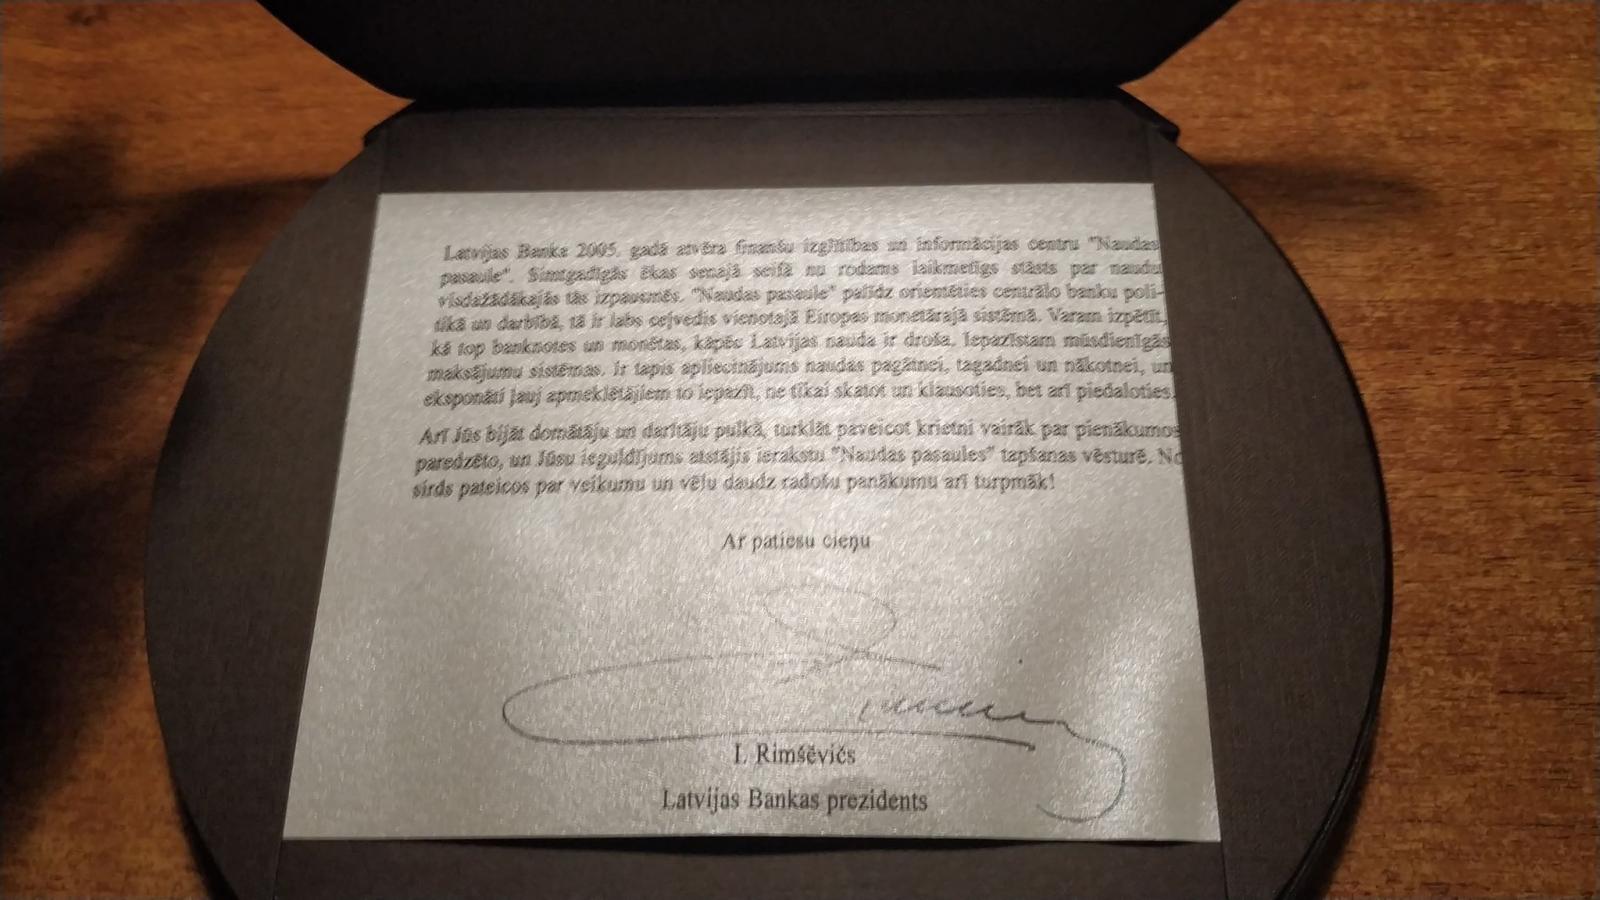 Latvijas Banka 2005. gadā atvēra finanšu izglītības un informācijas centru "Naudas
pasaule". Simtgadīgās ēkas senajā seifā nu rodams laikmetīgs stāsts par naudu
visdažādākajās tās izpausmēs. "Naudas pasaule" palīdz orientēties centrālo banku poli-
tikā un darbībā, tā ir labs ceļvedis vienotajā Eiropas monetārajā sistēmā. Varam izpētīt,
kā top banknotes un monētas, kāpēc Latvijas nauda ir droša. Iepazīstam mūsdienīgās
maksājumu sistēmas. Ir tapis apliecinājums naudas pagātnei, tagadnei un nākotnei, un
eksponāti ļauj apmeklētājiem to iepazīt, ne tikai skatot un klausoties, bet arī piedaloties.
Arī Jūs bijāt domātāju un darītāju pulkā, turklāt paveicot krietni vairāk par pienākumos
paredzēto, un Jūsu ieguldījums atstājis ierakstu "Naudas pasaules" tapšanas vēsturē. No
sirds pateicos par veikumu un vēlu daudz radošu panākumu arī turpmāk!
Ar patiesu cieņu
I. Rimšēvičs
Latvijas Bankas prezidents